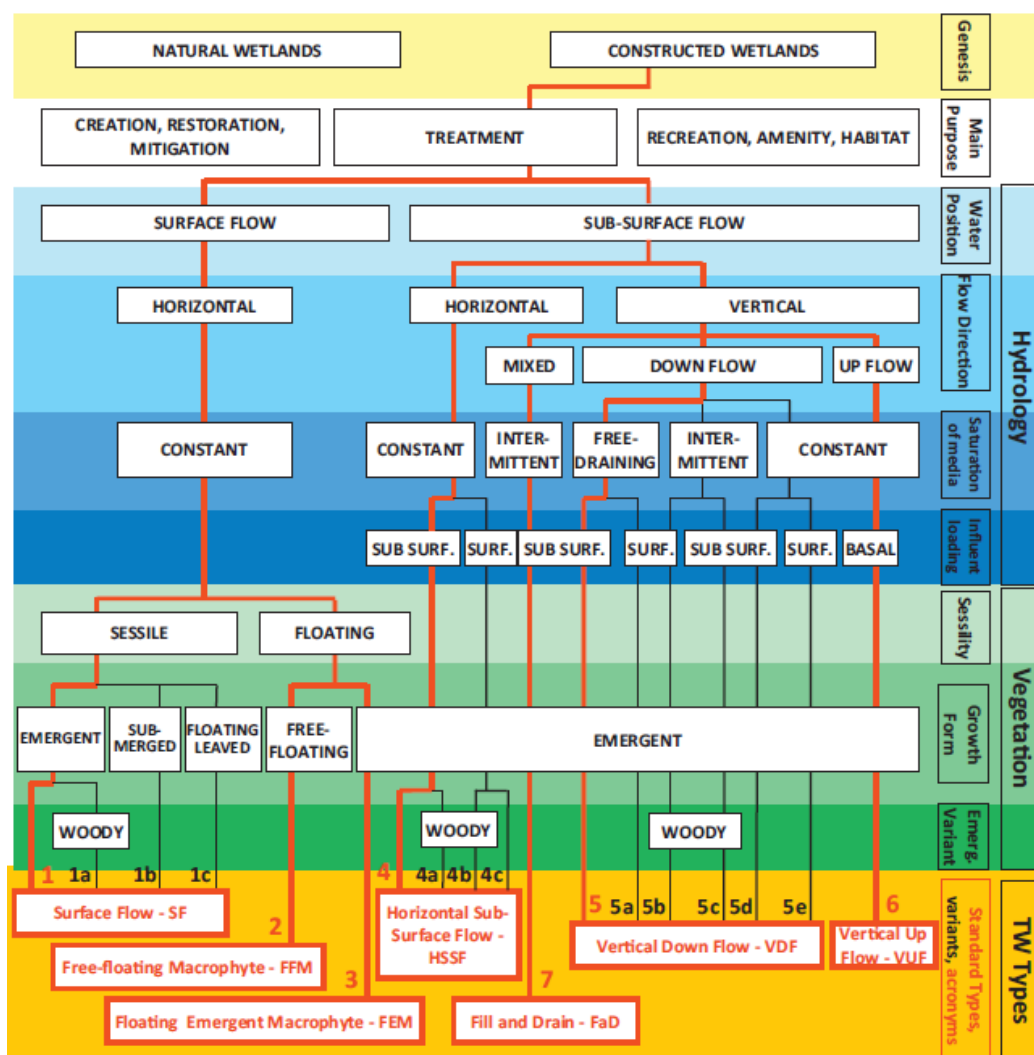 NATURAL WETLANDS
CONSTRUCTED WETLANDS
Genesis
CREATION, RESTORATION,
MITIGATION
TREATMENT
RECREATION, AMENITY, HABITAT
Main
Purpose
SURFACE FLOW
SUB-SURFACE FLOW
Water
Position
HORIZONTAL
HORIZONTAL
VERTICAL
MIXED
DOWN FLOW
UP FLOW
Flow Direction
Hydrology
CONSTANT
CONSTANT
INTER-
MITTENT
FREE-
DRAINING
INTER-
MITTENT
CONSTANT
Saturation
of media
SUB SURF.
SURF.
SUB SURF.
SURF.
SUB SURF.
SURF.
BASAL
Influent
loading
SESSILE
FLOATING
Sessility
EMERGENT
SUB-
MERGED
FLOATING
LEAVED
FREE-
FLOATING
EMERGENT
Growth
Form
Vegetation
WOODY
WOODY
WOODY
Emerg.
Variant
1
1a
1b
1c
4
4a
4b
4c
5
5a
5b
5c
5d
5e
6
Surface Flow - SF
Horizontal Sub-
Surface Flow -
HSSF
Vertical Down Flow - VDF
Vertical Up
Flow - VUF
2
Free-floating Macrophyte - FFM
3
7
Floating Emergent Macrophyte - FEM
Fill and Drain - FaD
Standard Types,
variants, acronyms
TW Types